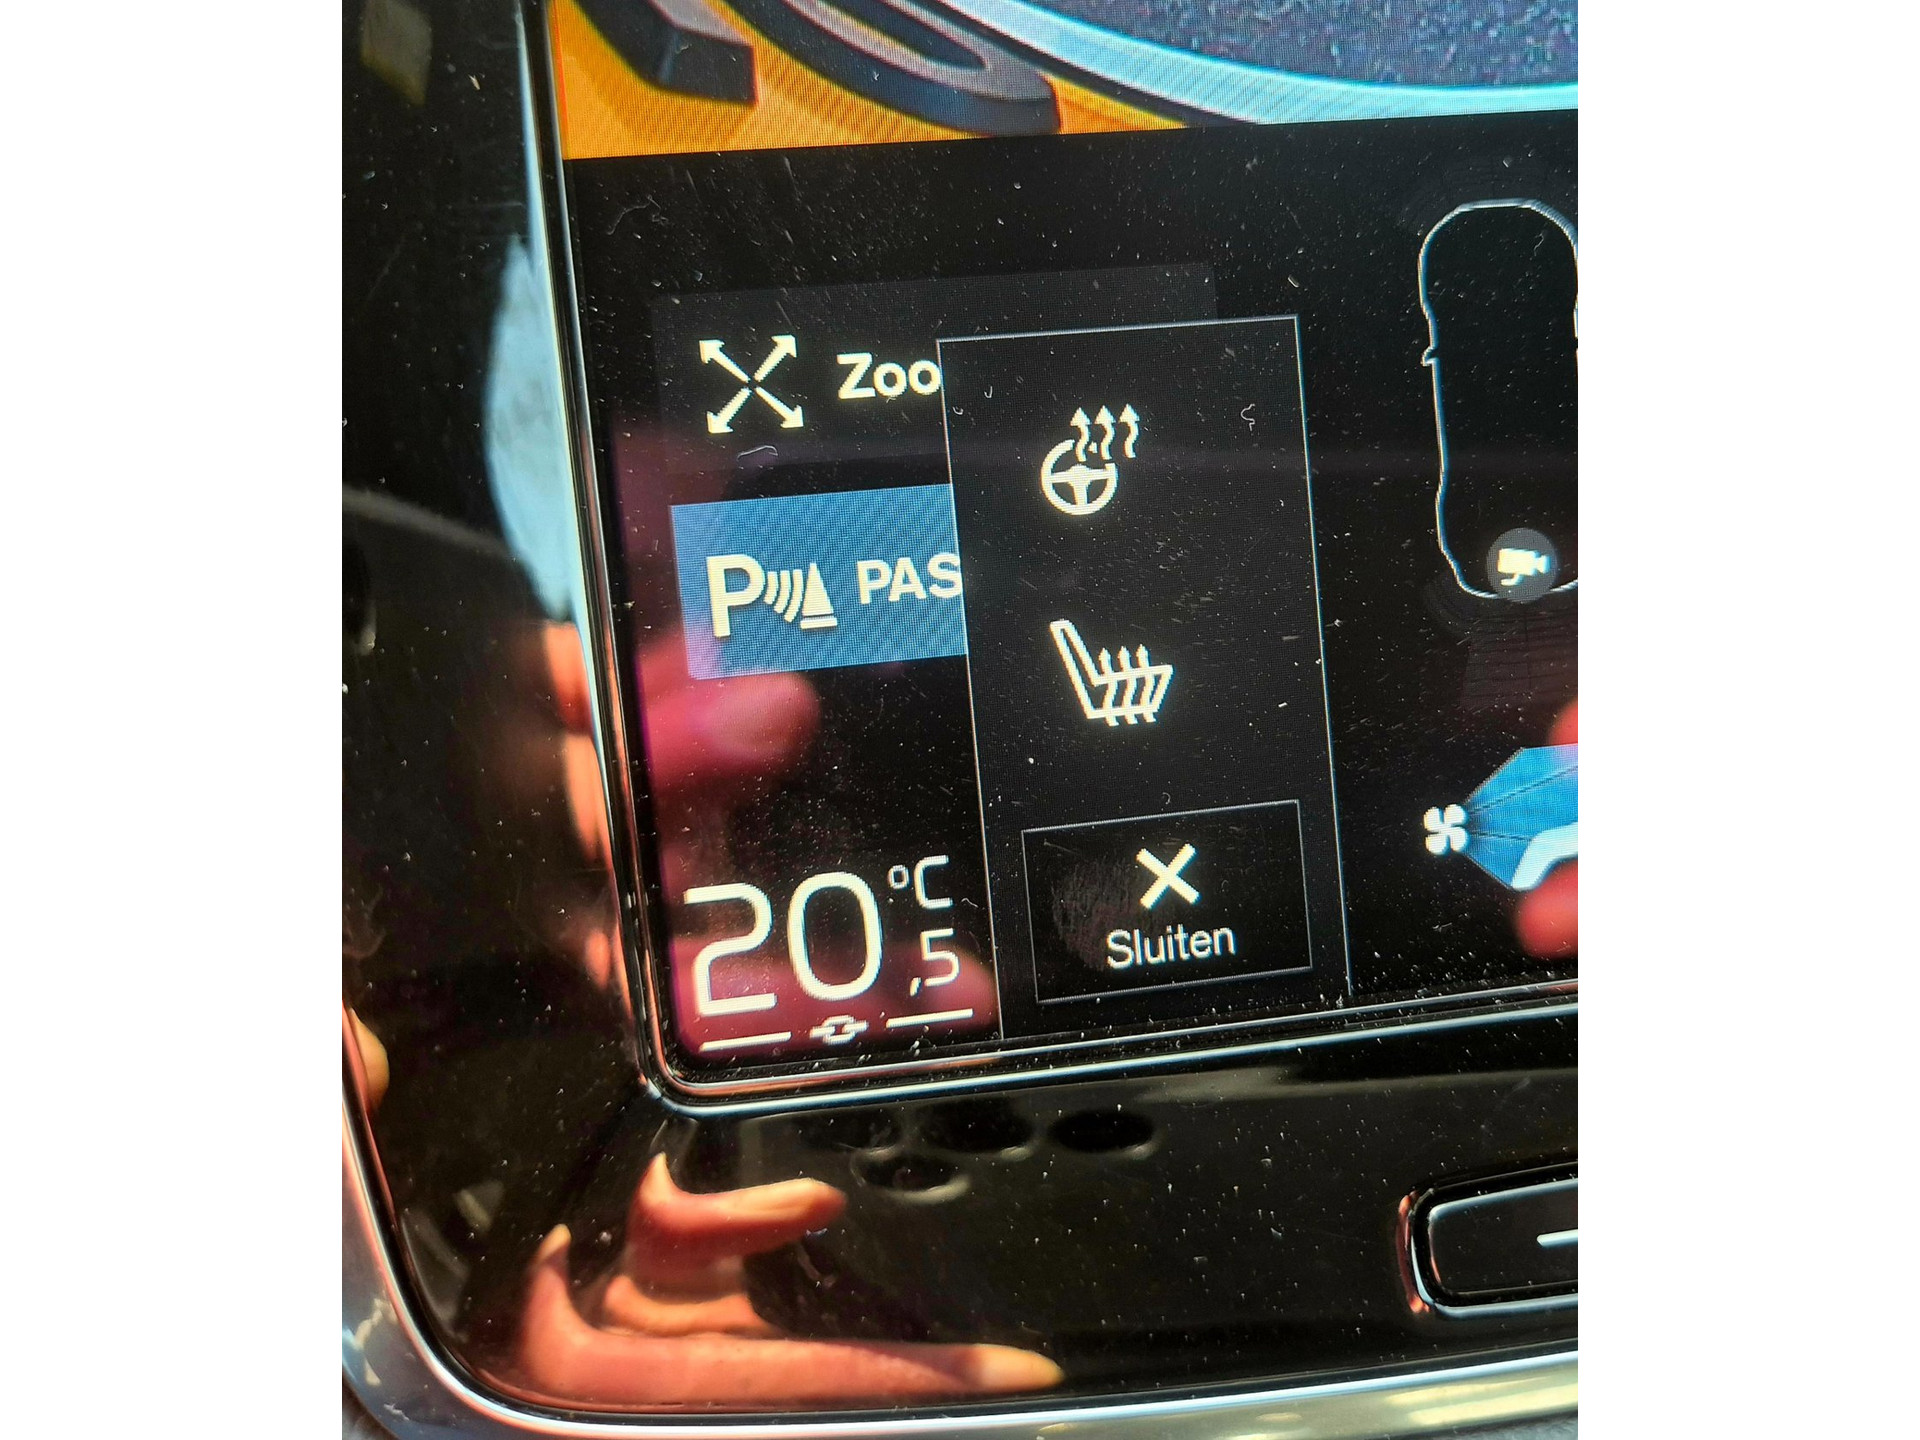 Zoo
P PAS
20 °C
,5
Sluiten